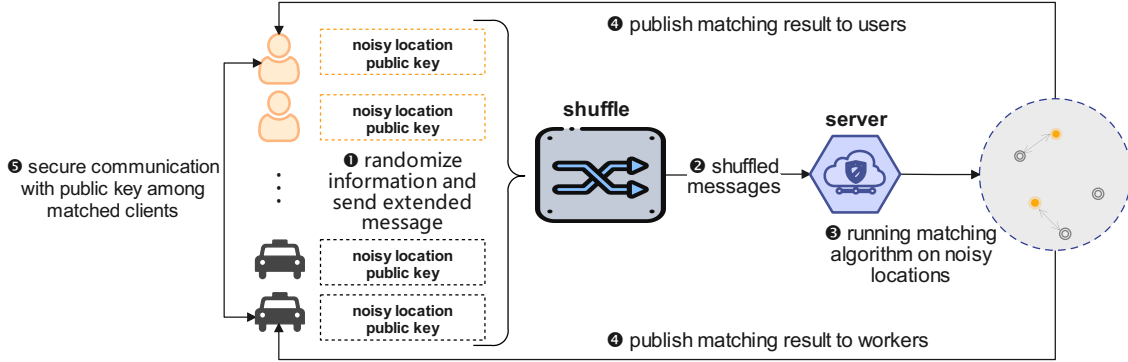 ❹ publish matching result to users
noisy location
public key
noisy location
public key
❺ secure communication
with public key among
matched clients
❶ randomize
information and
send extended
message
noisy location
public key
noisy location
public key
shuffle
❷ shuffled
messages
server
❸ running matching
algorithm on noisy
locations
❹ publish matching result to workers